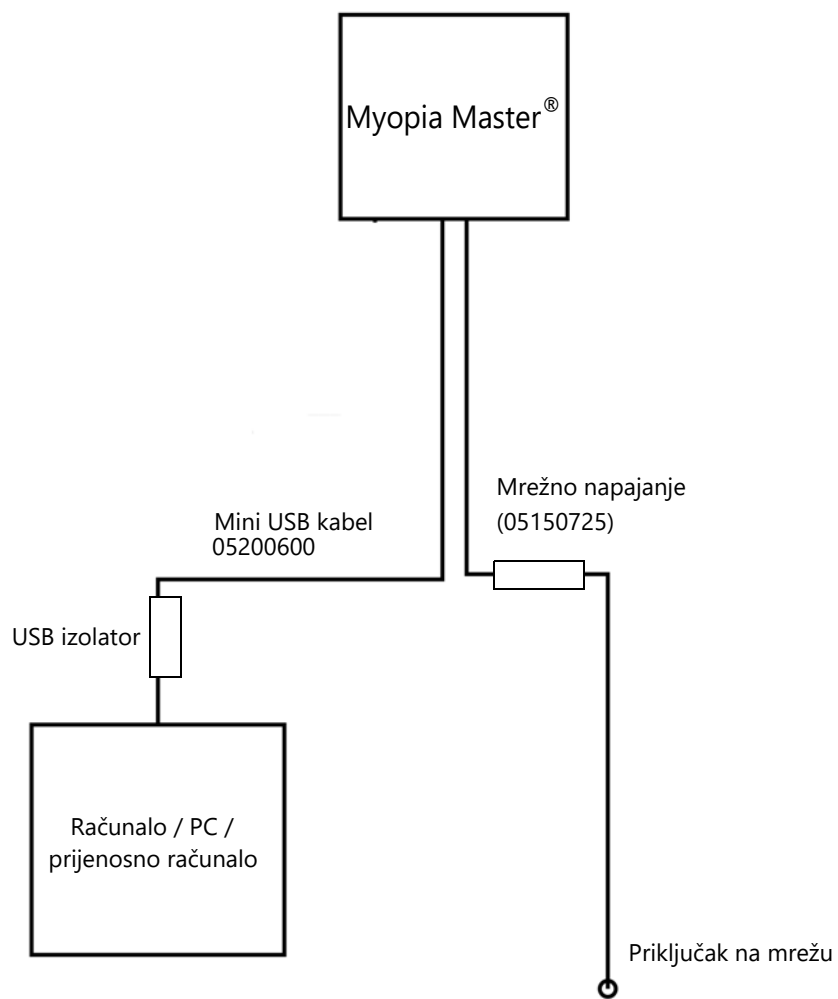 Myopia Master®
Mrežno napajanje
(05150725)
Mini USB kabel
05200600
USB izolator
Računalo / PC /
prijenosno računalo
Priključak na mrežu